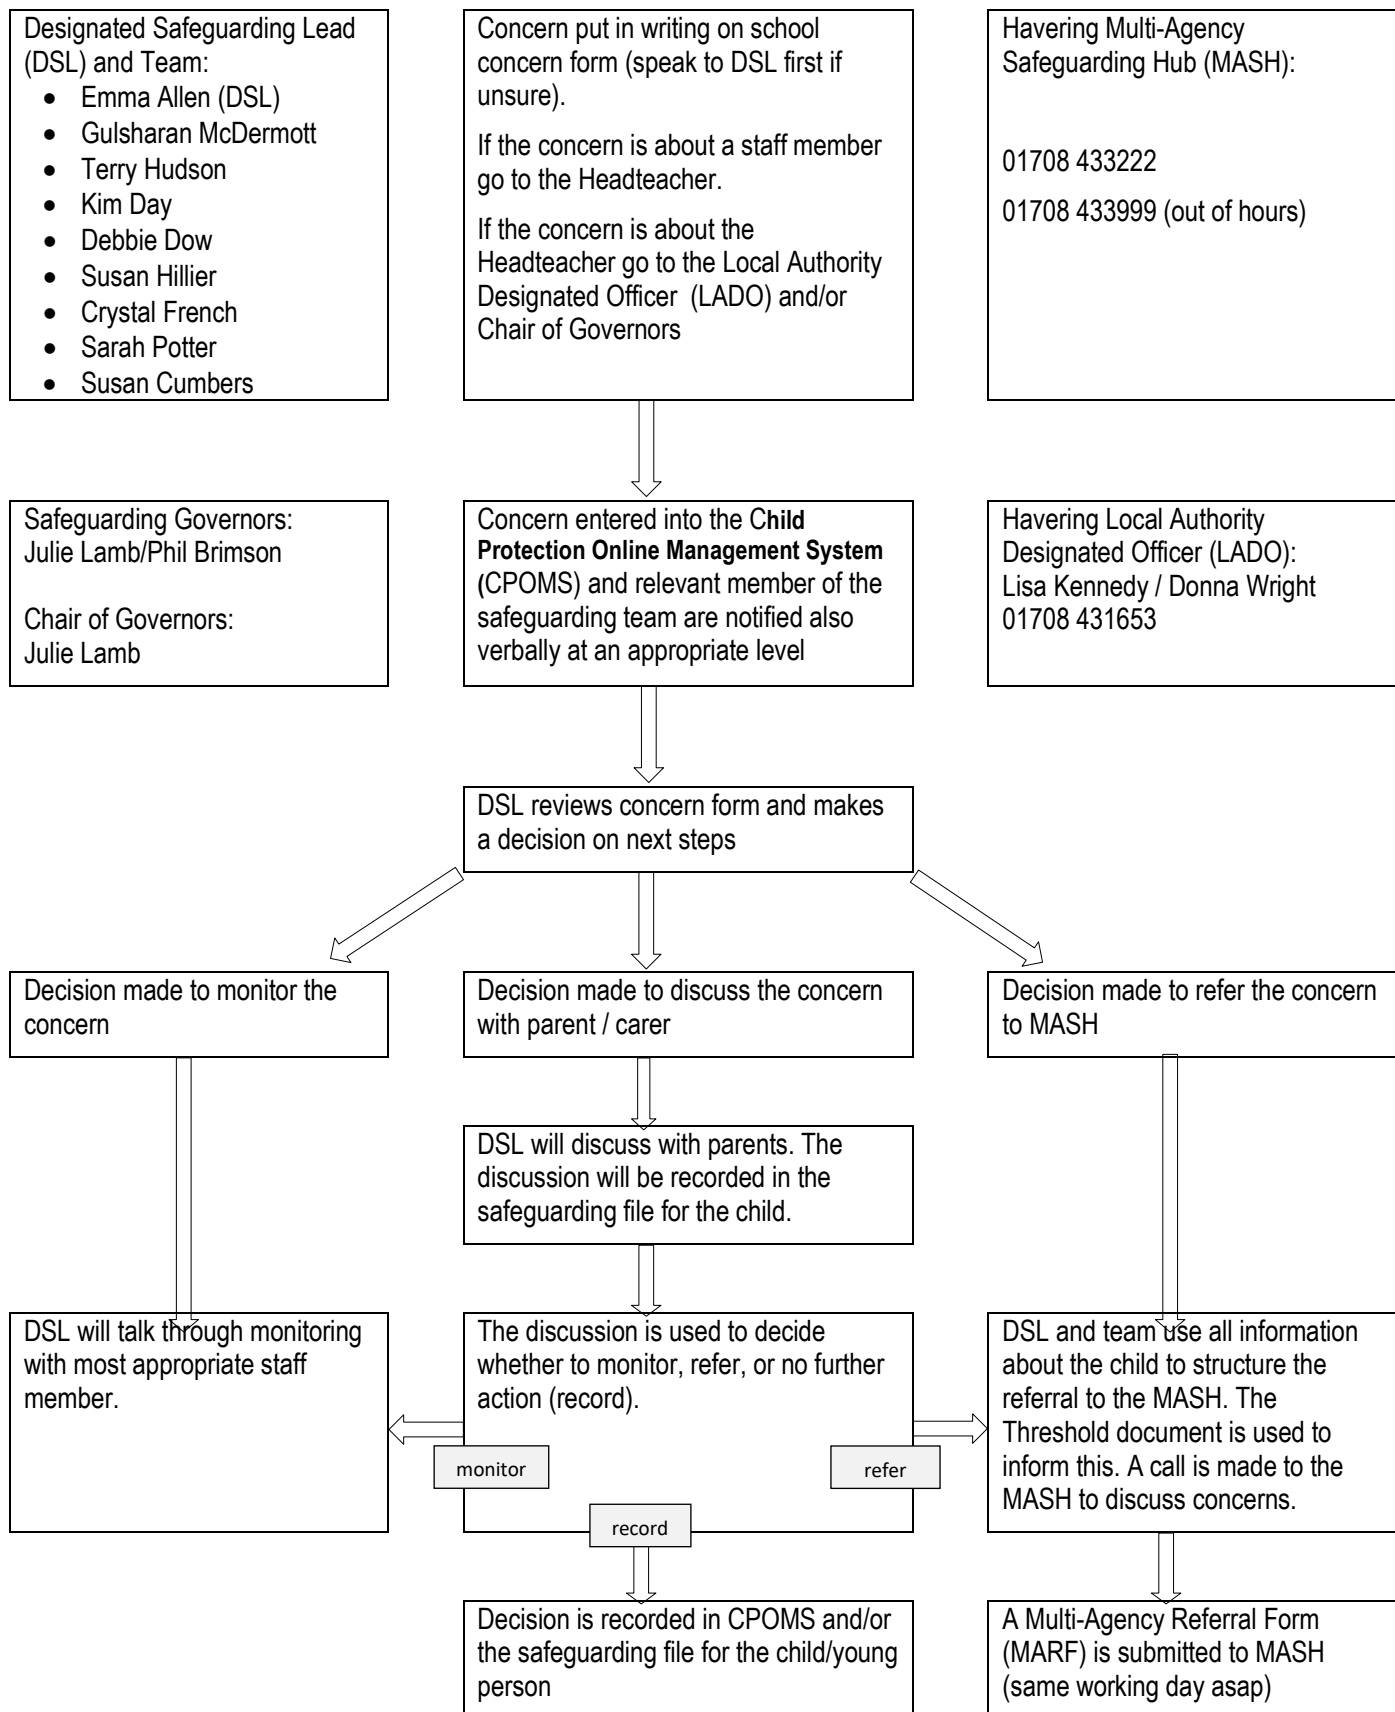 Designated Safeguarding Lead
(DSL) and Team:
• Emma Allen (DSL)
• Gulsharan McDermott
• Terry Hudson
• Kim Day
• Debbie Dow
• Susan Hillier
• Crystal French
• Sarah Potter
• Susan Cumbers
Concern put in writing on school
concern form (speak to DSL first if
unsure).
If the concern is about a staff member
go to the Headteacher.
If the concern is about the
Headteacher go to the Local Authority
Designated Officer (LADO) and/or
Chair of Governors
Havering Multi-Agency
Safeguarding Hub (MASH):
01708 433222
01708 433999 (out of hours)
Safeguarding Governors:
Julie Lamb/Phil Brimson
Chair of Governors:
Julie Lamb
Concern entered into the Child
Protection Online Management System
(CPOMS) and relevant member of the
safeguarding team are notified also
verbally at an appropriate level
Havering Local Authority
Designated Officer (LADO):
Lisa Kennedy / Donna Wright
01708 431653
DSL reviews concern form and makes
a decision on next steps
Decision made to monitor the
concern
Decision made to discuss the concern
with parent / carer
Decision made to refer the concern
to MASH
DSL will discuss with parents. The
discussion will be recorded in the
safeguarding file for the child.
DSL will talk through monitoring
with most appropriate staff
member.
The discussion is used to decide
whether to monitor, refer, or no further
action (record).
monitor
refer
record
DSL and team use all information
about the child to structure the
referral to the MASH. The
Threshold document is used to
inform this. A call is made to the
MASH to discuss concerns.
Decision is recorded in CPOMS and/or
the safeguarding file for the child/young
person
A Multi-Agency Referral Form
(MARF) is submitted to MASH
(same working day asap)